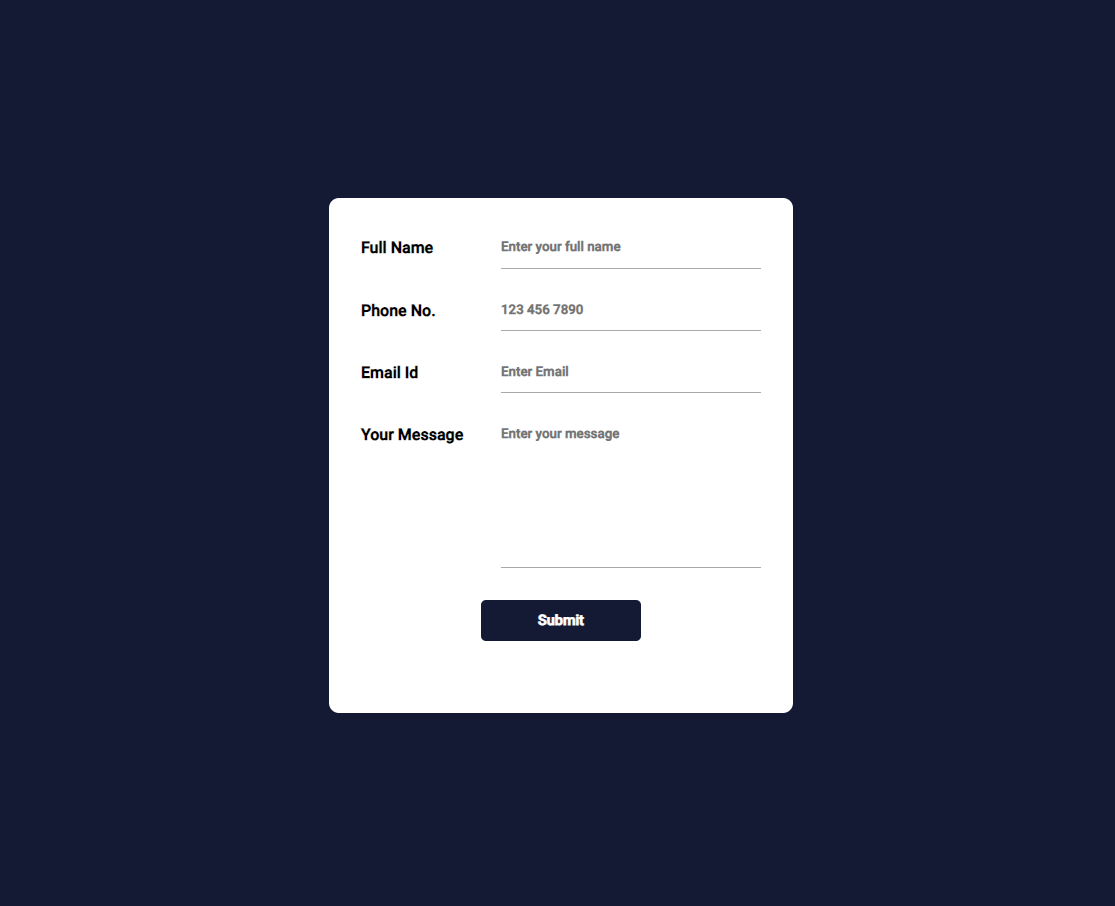 Full Name Enter your full name
Phone No. 123 456 7890
Email Id Enter Email
Your Message Enter your message
Submit